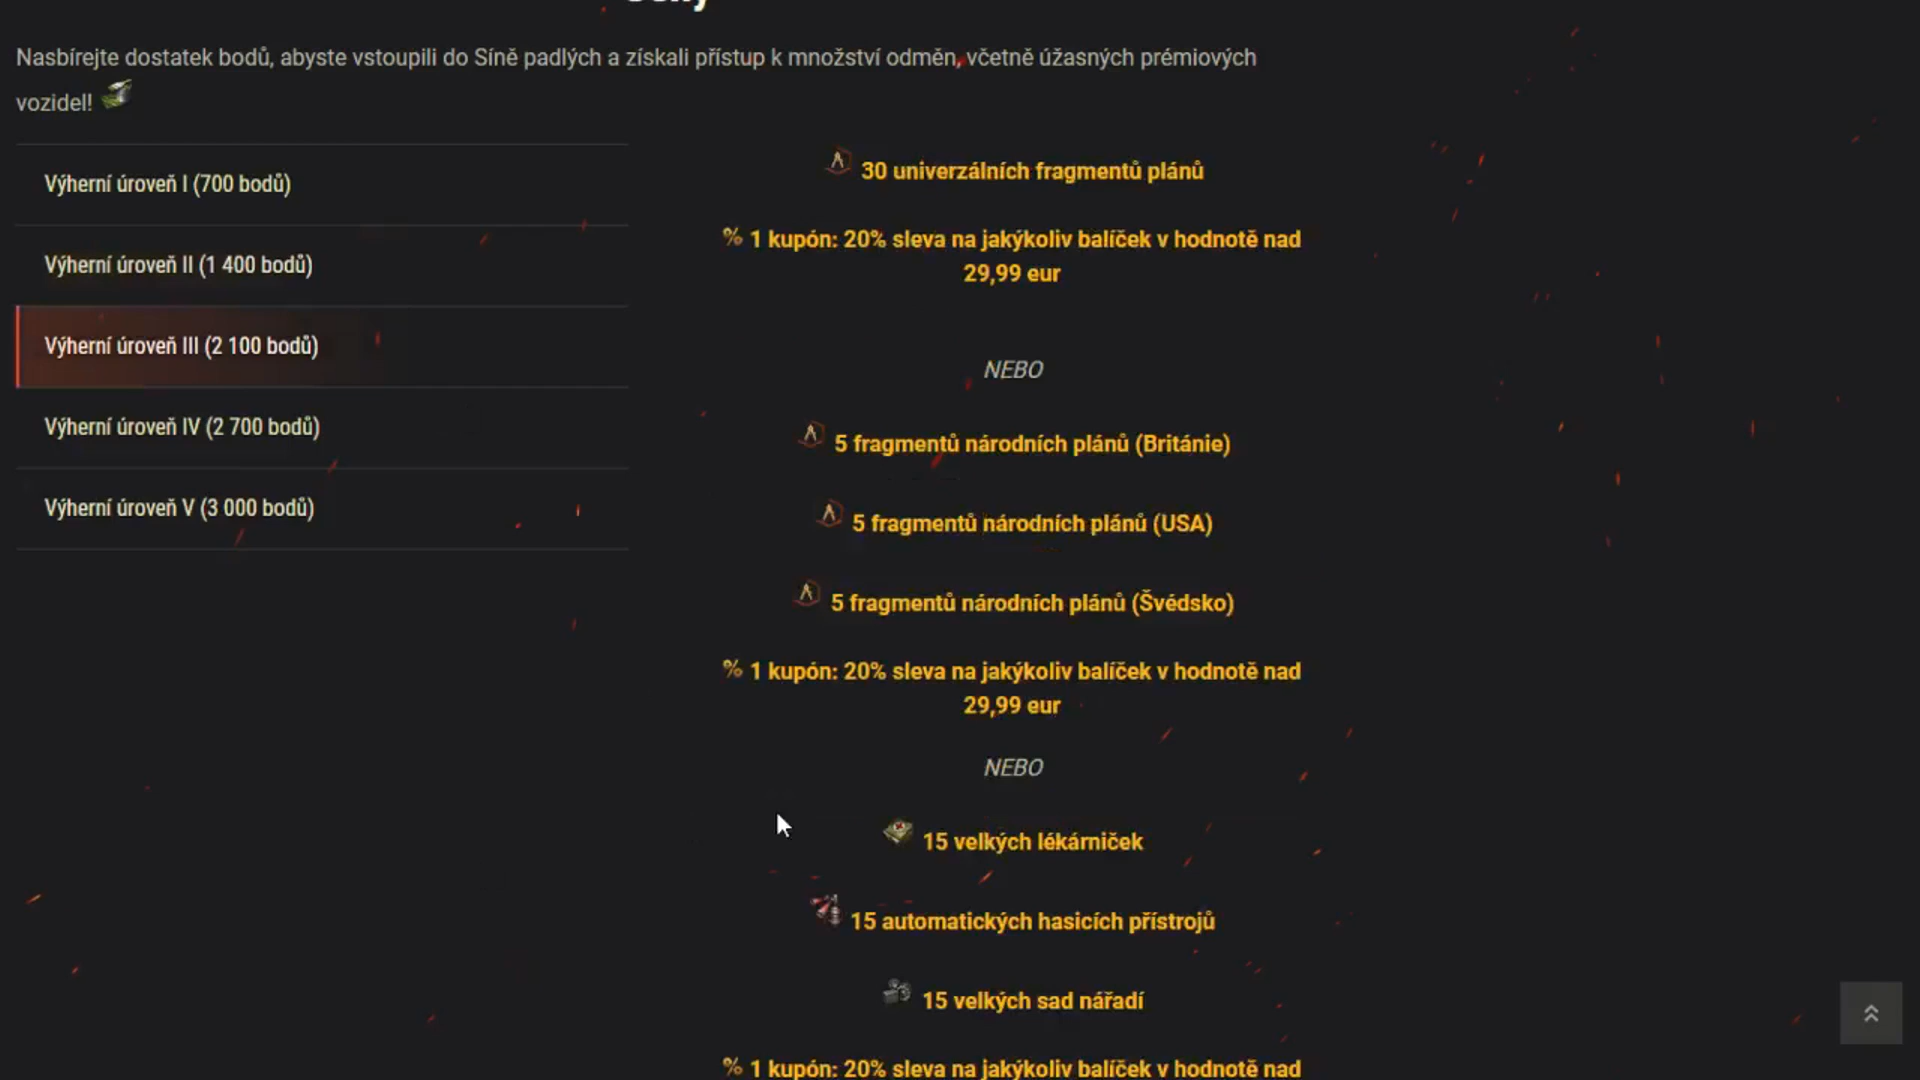 Nasbírejte dostatek bodů, abyste vstoupili do Síně padlých a získali přístup k množství odměn, včetně úžasných prémiových
vozidel!
Výherní úroveň I (700 bodů)
Výherní úroveň II (1 400 bodů)
Výherní úroveň III (2 100 bodů)
Výherní úroveň IV (2 700 bodů)
Výherní úroveň V (3 000 bodů)
30 univerzálních fragmentů plánů
% 1 kupón: 20% sleva na jakýkoliv balíček v hodnotě nad
29,99 eur
NEBO
5 fragmentů národních plánů (Británie)
5 fragmentů národních plánů (USA)
5 fragmentů národních plánů (Švédsko)
% 1 kupón: 20% sleva na jakýkoliv balíček v hodnotě nad
29,99 eur
NEBO
15 velkých lékárniček
15 automatických hasicích přístrojů
15 velkých sad nářadí
% 1 kupón: 20% sleva na jakýkoliv balíček v hodnotě nad